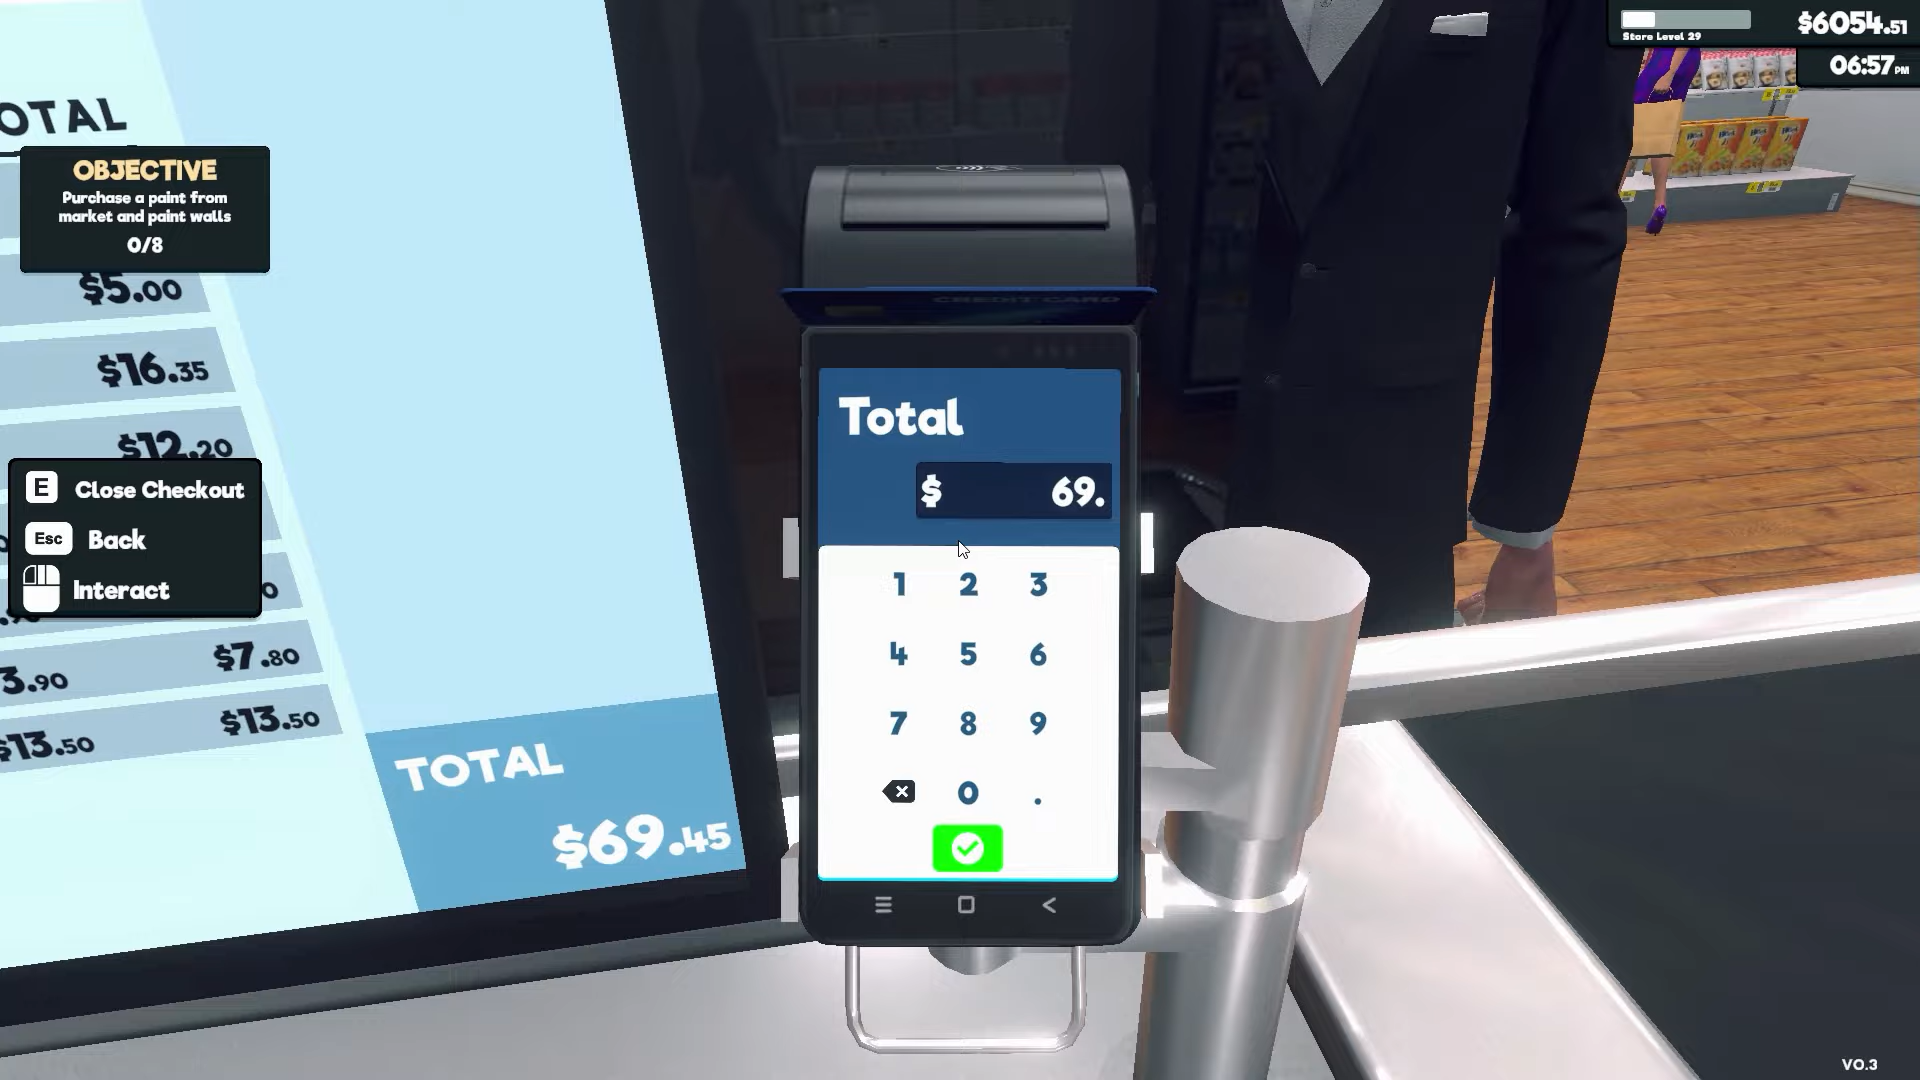 $6054.51
Store Level 29
06:57PM
OTAL
OBJECTIVE
Purchase a paint from
market and paint walls
0/8
$5.00
$16.35
$12.20
E Close Checkout
Esc Back
Interact
3.90 $7.80
$13.50 $13.50
TOTAL
$69.45
CREDIT CARD
Total
$ 69.
1 2 3
4 5 6
7 8 9
0 .
V0.3